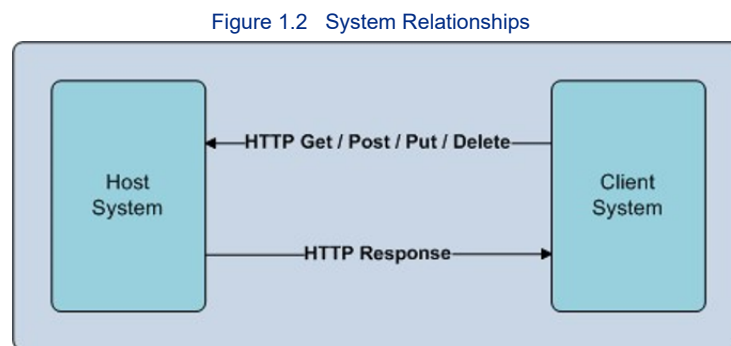 Figure 1.2   System Relationships
HTTP Get / Post / Put / Delete
Host
System
Client
System
HTTP Response